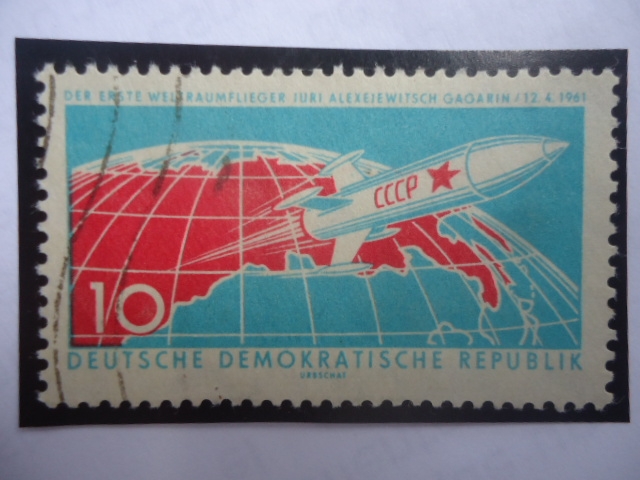 DER ERSTE WELTRAUMFLIEGER JURI ALEXEJEWITSCH GAGARIN / 12.4.1961
CCCP
10
DEUTSCHE DEMOKRATISCHE REPUBLIK
URBSCHAT